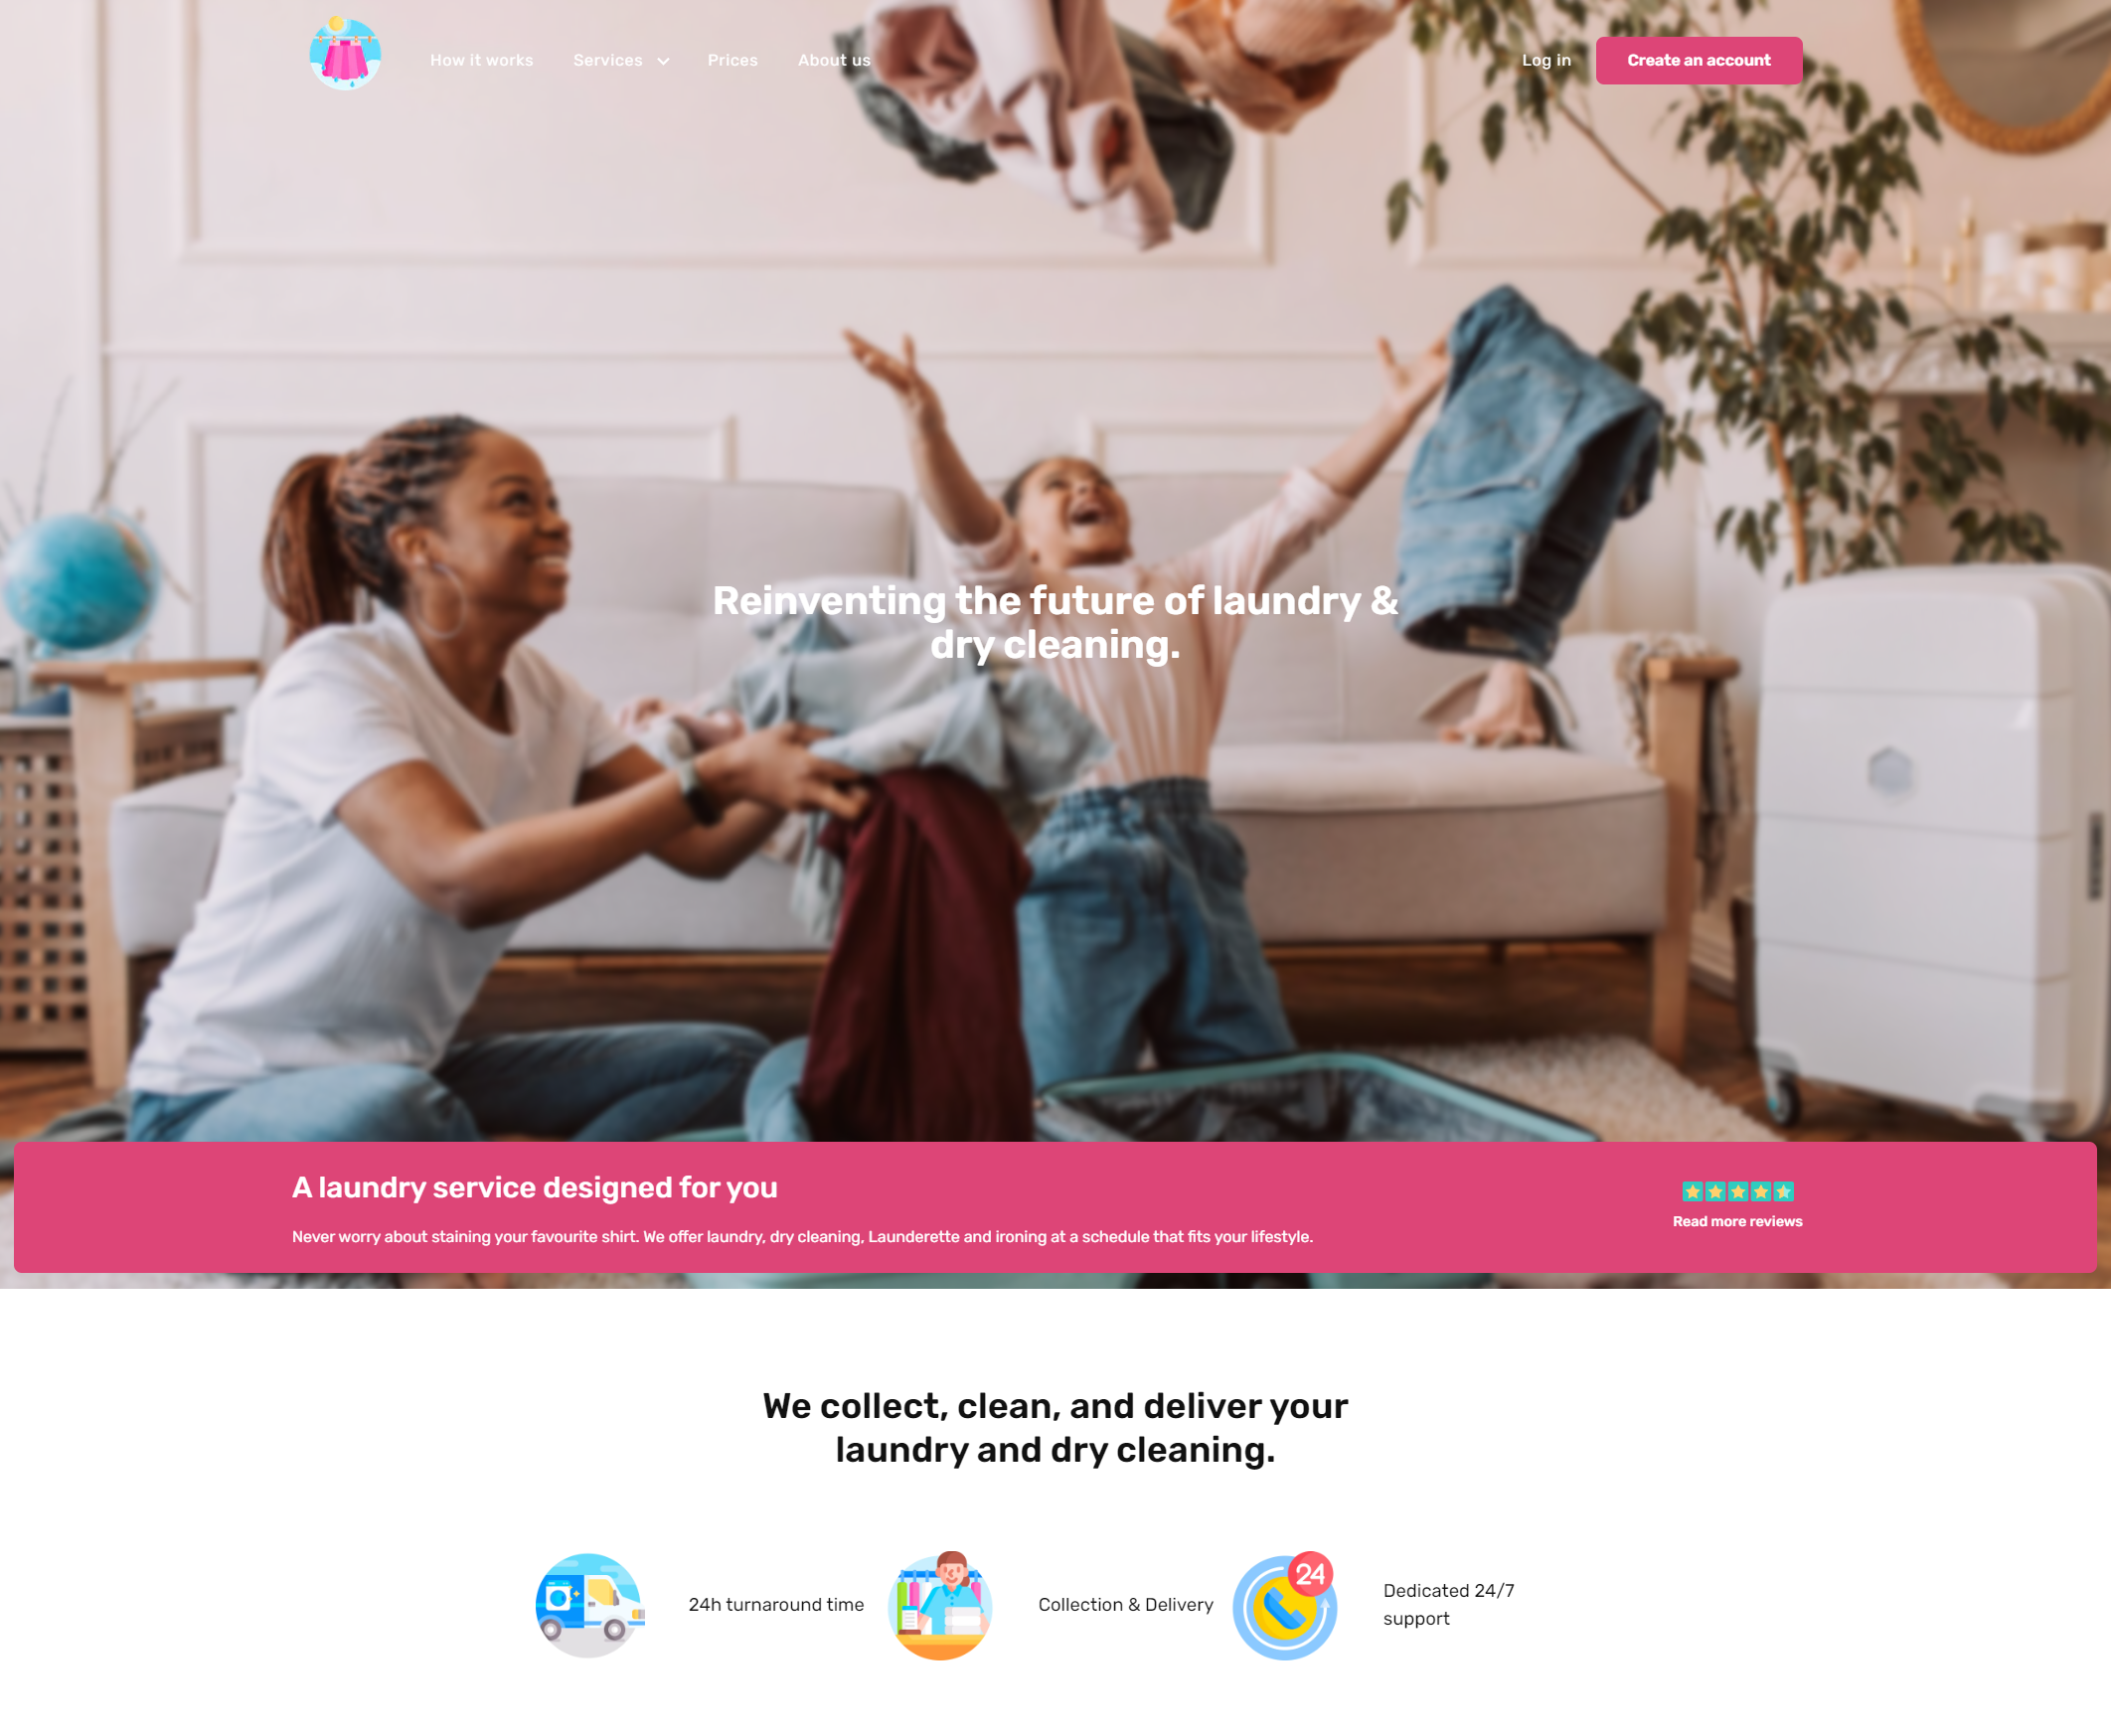 How it works
Services
Prices
About us
Log in
Create an account
Reinventing the future of laundry &
dry cleaning.
A laundry service designed for you
Never worry about staining your favourite shirt. We offer laundry, dry cleaning, Launderette and ironing at a schedule that fits your lifestyle.
Read more reviews
We collect, clean, and deliver your
laundry and dry cleaning.
24h turnaround time
Collection & Delivery
24
Dedicated 24/7
support